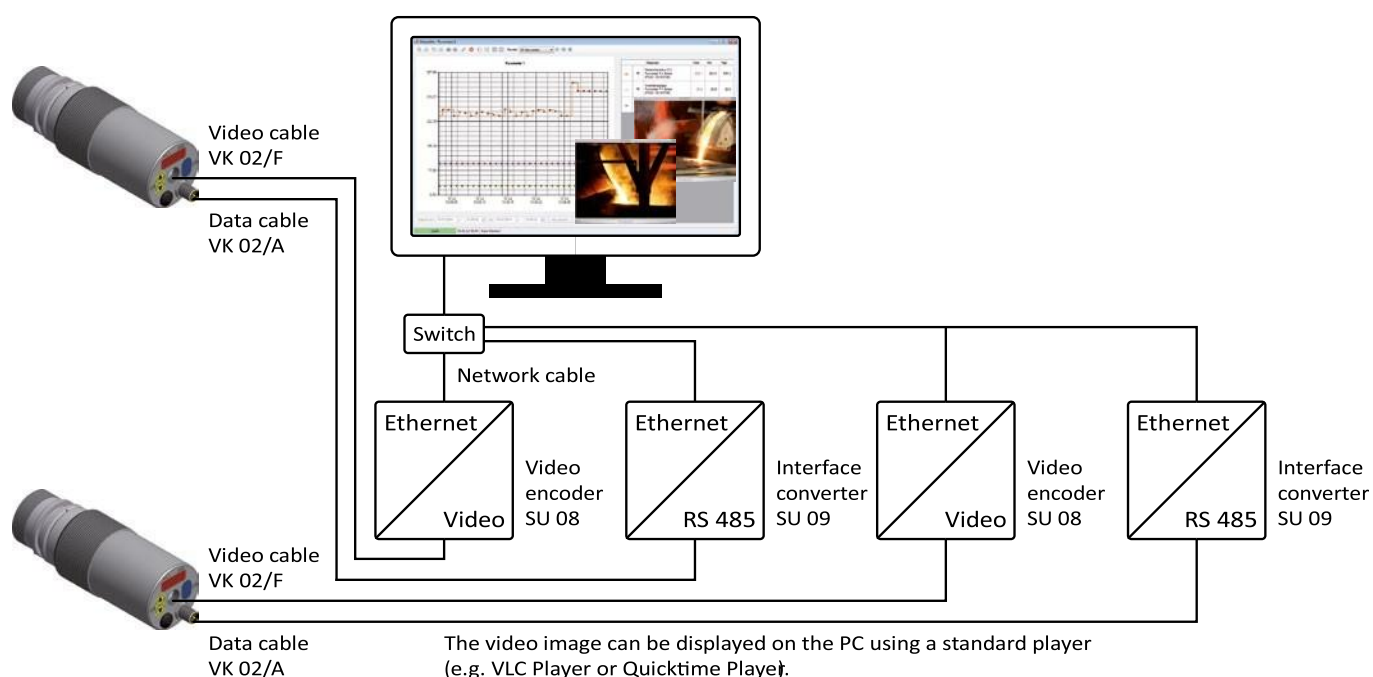 Video cable
VK 02/F
Data cable
VK 02/A
Switch
Network cable
Ethernet
Video
Video
encoder
SU 08
Ethernet
RS 485
Interface
converter
SU 09
Ethernet
Video
Video
encoder
SU 08
Ethernet
RS 485
Interface
converter
SU 09
Video cable
VK 02/F
Data cable
VK 02/A
The video image can be displayed on the PC using a standard player
(e.g. VLC Player or Quicktime Player).